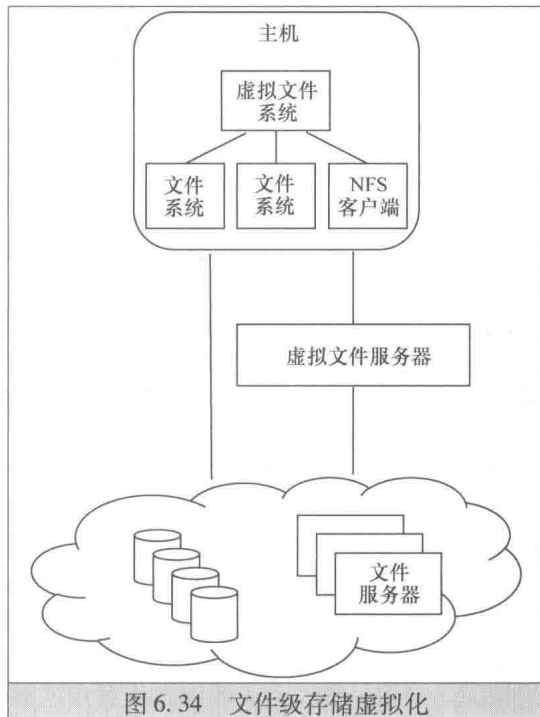 主机
虚拟文件
系统
文件
系统
文件
系统
NFS
客户端
虚拟文件服务器
文件
服务器
图 6.34 文件级存储虚拟化